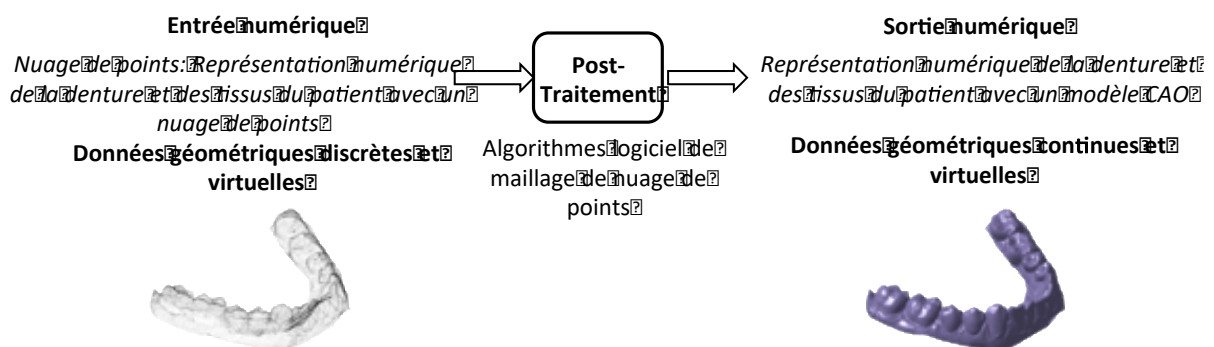 Entrée numérique
Nuage de points: Représentation numérique
de la denture et des tissus du patient avec un
nuage de points
Données géométriques discrètes et
virtuelles
Post-
Traitement
Algorithmes logiciel de
maillage de nuage de
points
Sortie numérique
Représentation numérique de la denture et
des tissus du patient avec un modèle CAO
Données géométriques continues et
virtuelles